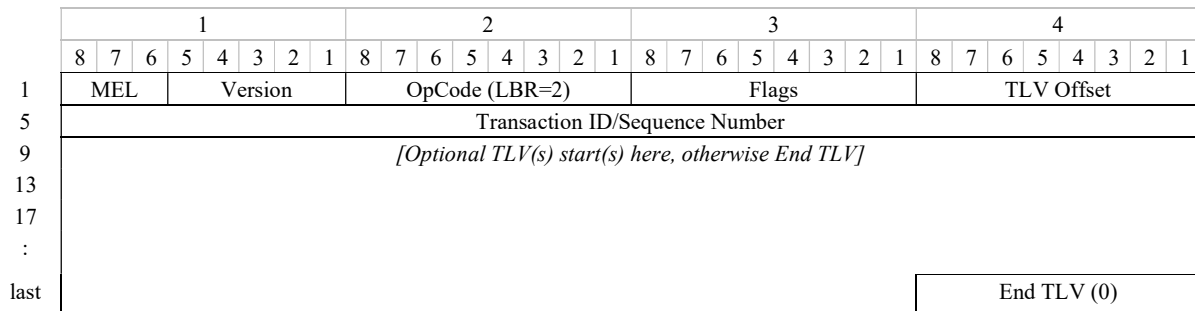 1 2 3 4
8 7 6 5 4 3 2 1 8 7 6 5 4 3 2 1 8 7 6 5 4 3 2 1 8 7 6 5 4 3 2 1
1 MEL Version OpCode (LBR=2) Flags TLV Offset
5 Transaction ID/Sequence Number
9 [Optional TLV(s) start(s) here, otherwise End TLV]
13
17
:
last End TLV (0)